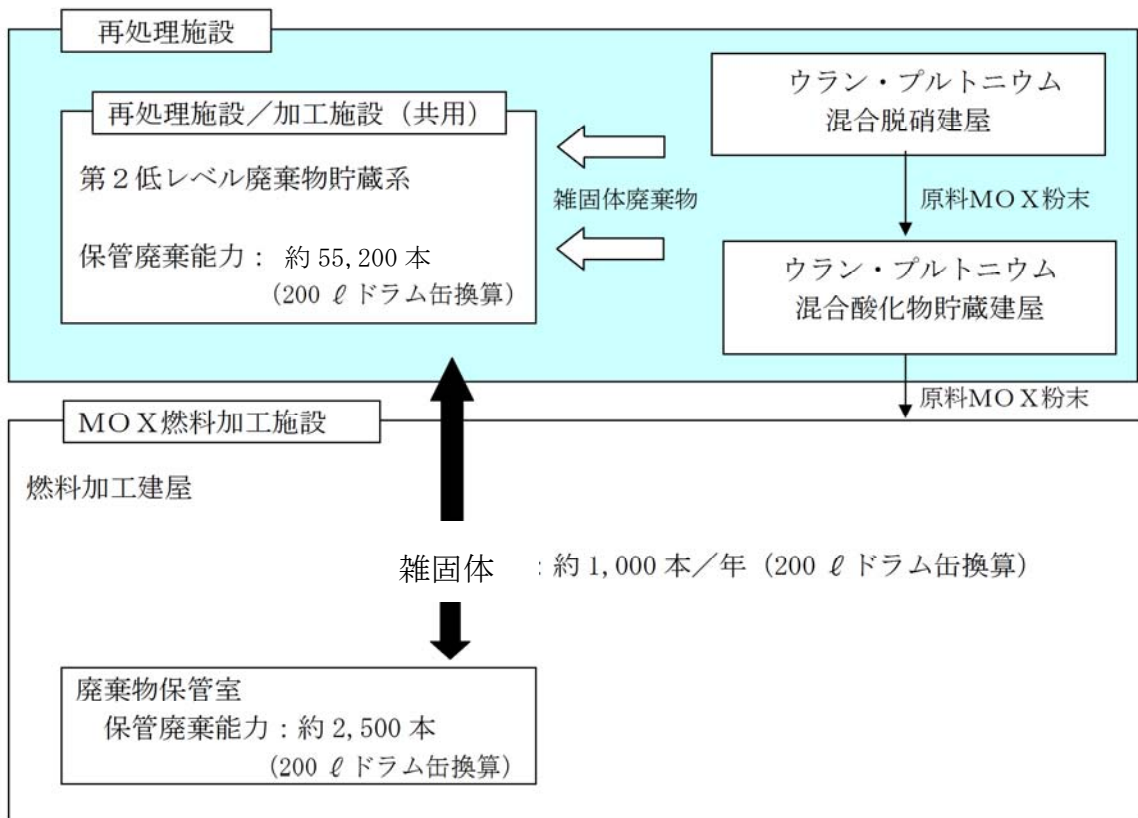 再処理施設
再処理施設／加工施設（共用）
第２低レベル廃棄物貯蔵系
保管廃棄能力： 約 55,200 本
（200 ℓ ドラム缶換算）
雑固体廃棄物
ウラン・プルトニウム
混合脱硝建屋
原料ＭＯＸ粉末
ウラン・プルトニウム
混合酸化物貯蔵建屋
原料ＭＯＸ粉末
ＭＯＸ燃料加工施設
燃料加工建屋
雑固体 ：約 1,000 本／年（200 ℓ ドラム缶換算）
廃棄物保管室
保管廃棄能力：約 2,500 本
（200 ℓ ドラム缶換算）